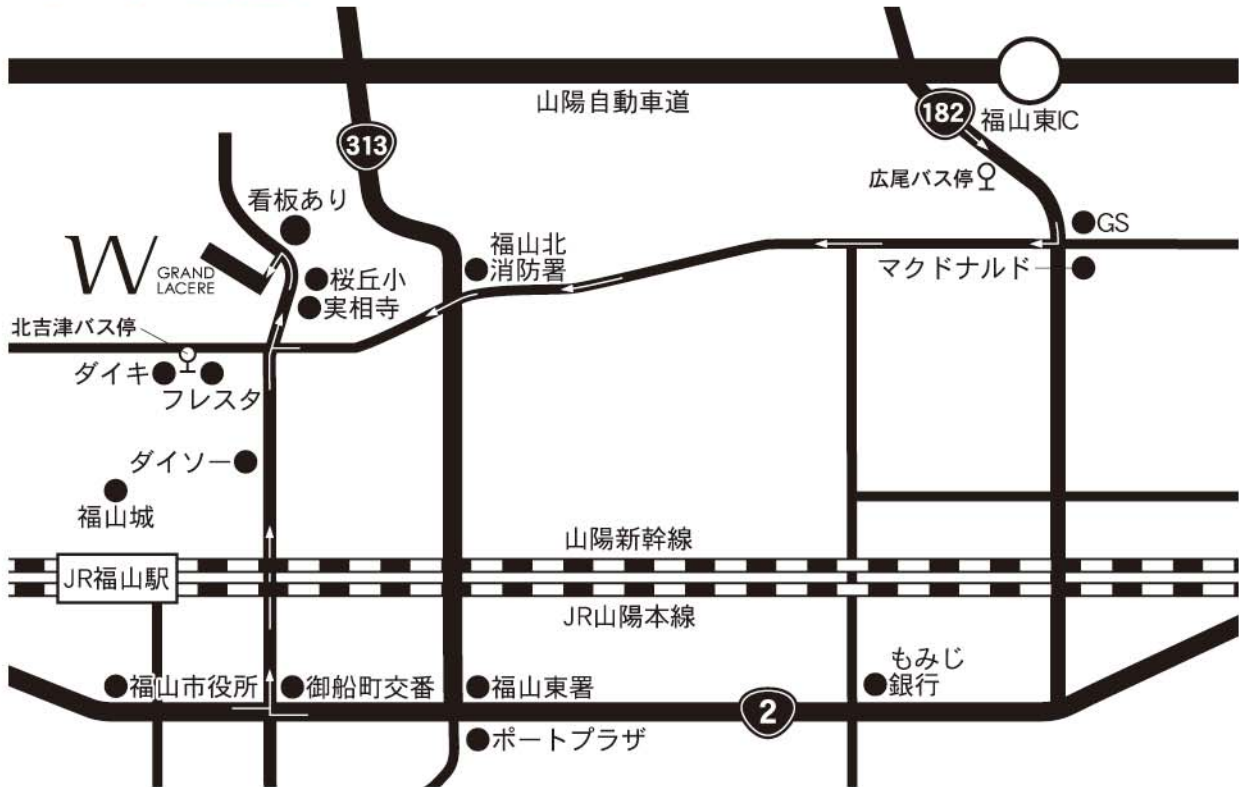 山陽自動車道
182
福山東IC
313
広尾バス停
看板あり
GS
W
GRAND
LACERE
福山北
消防署
マクドナルド
桜丘小
実相寺
北吉津バス停
ダイキ
フレスタ
ダイソー
福山城
山陽新幹線
JR福山駅
JR山陽本線
もみじ
銀行
福山市役所
御船町交番
福山東署
2
ポートプラザ